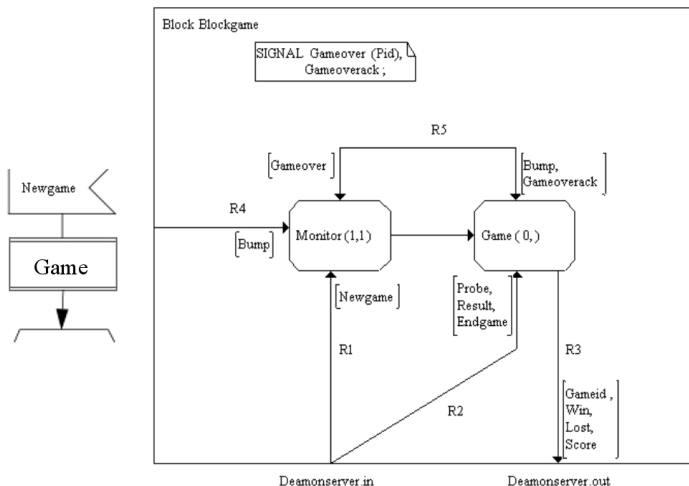 Block Blockgame
SIGNAL Gameover (Pid),
Gameoverack ;
R5
[Gameover]
[Bump,
Gameoverack]
Newgame
R4
[Bump]
Monitor (1,1)
Game ( 0, )
Game
[Newgame]
[Probe,
Result,
Endgame]
R1
R2
R3
[Gameid ,
Win,
Lost,
Score]
Deamonserver.in
Deamonserver.out